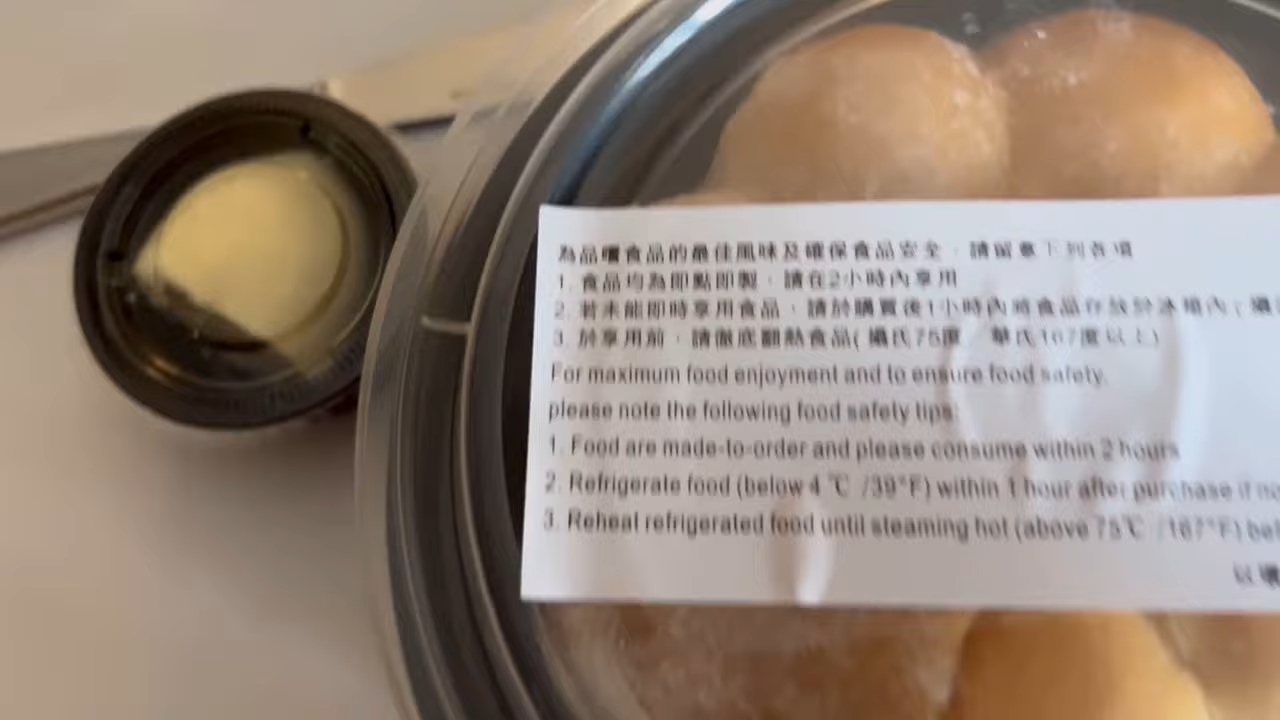 為品嚐食品的最佳風味及確保食品安全，請留意下列各項
1. 食品均為即點即製，請在2小時內享用
2. 若未能即時享用食品，請於購買後1小時內將食品存放於冰箱內 (
3. 於享用前，請徹底翻熱食品( 攝氏75度／華氏167度以上)
For maximum food enjoyment and to ensure food safety,
please note the following food safety tips:
1. Food are made-to-order and please consume within 2 hours
2. Refrigerate food (below 4℃ /39°F) within 1 hour after purchase if
3. Reheat refrigerated food until steaming hot (above 75℃ /167°F)